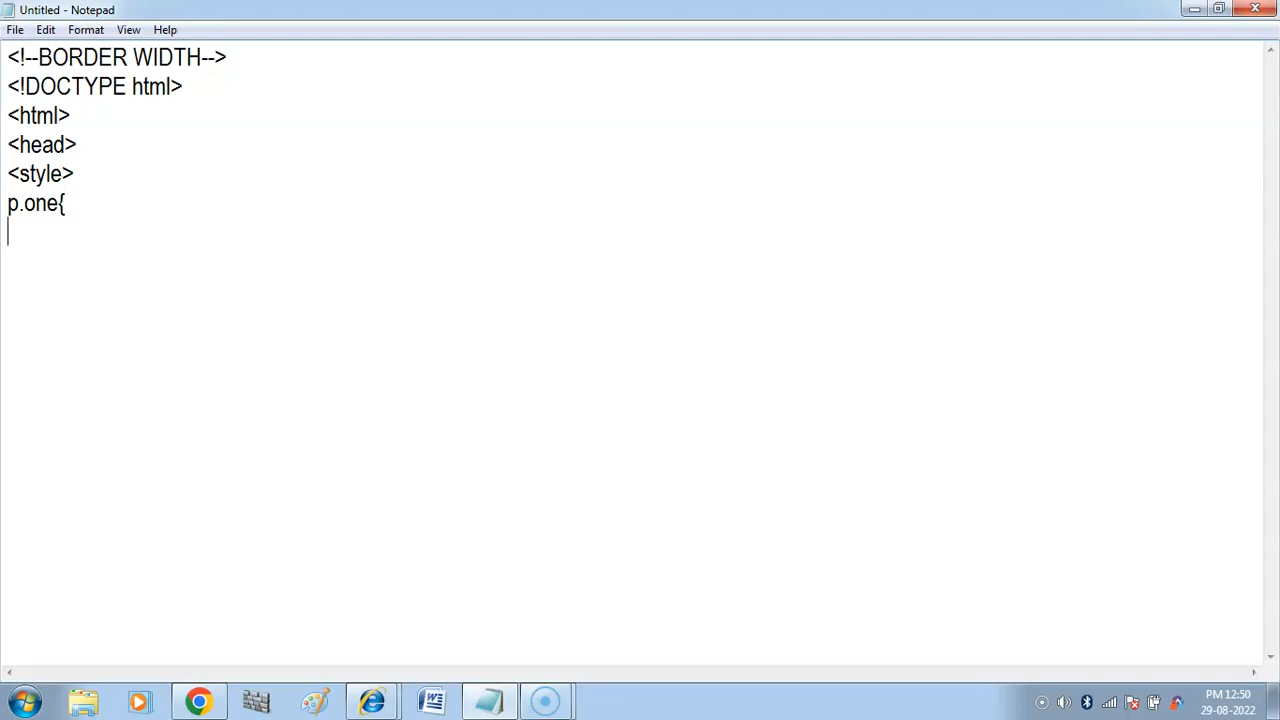 Untitled - Notepad
File Edit Format View Help
<!--BORDER WIDTH-->
<!DOCTYPE html>
<html>
<head>
<style>
p.one{
PM 12:50
29-08-2022